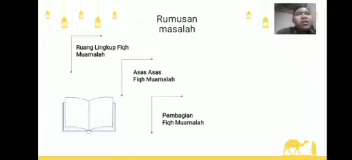 Rumusan
masalah
Ruang Lingkup Fiqh
Muamalah
Asas Asas
Fiqh Muamalah
Pembagian
Fiqh Muamalah